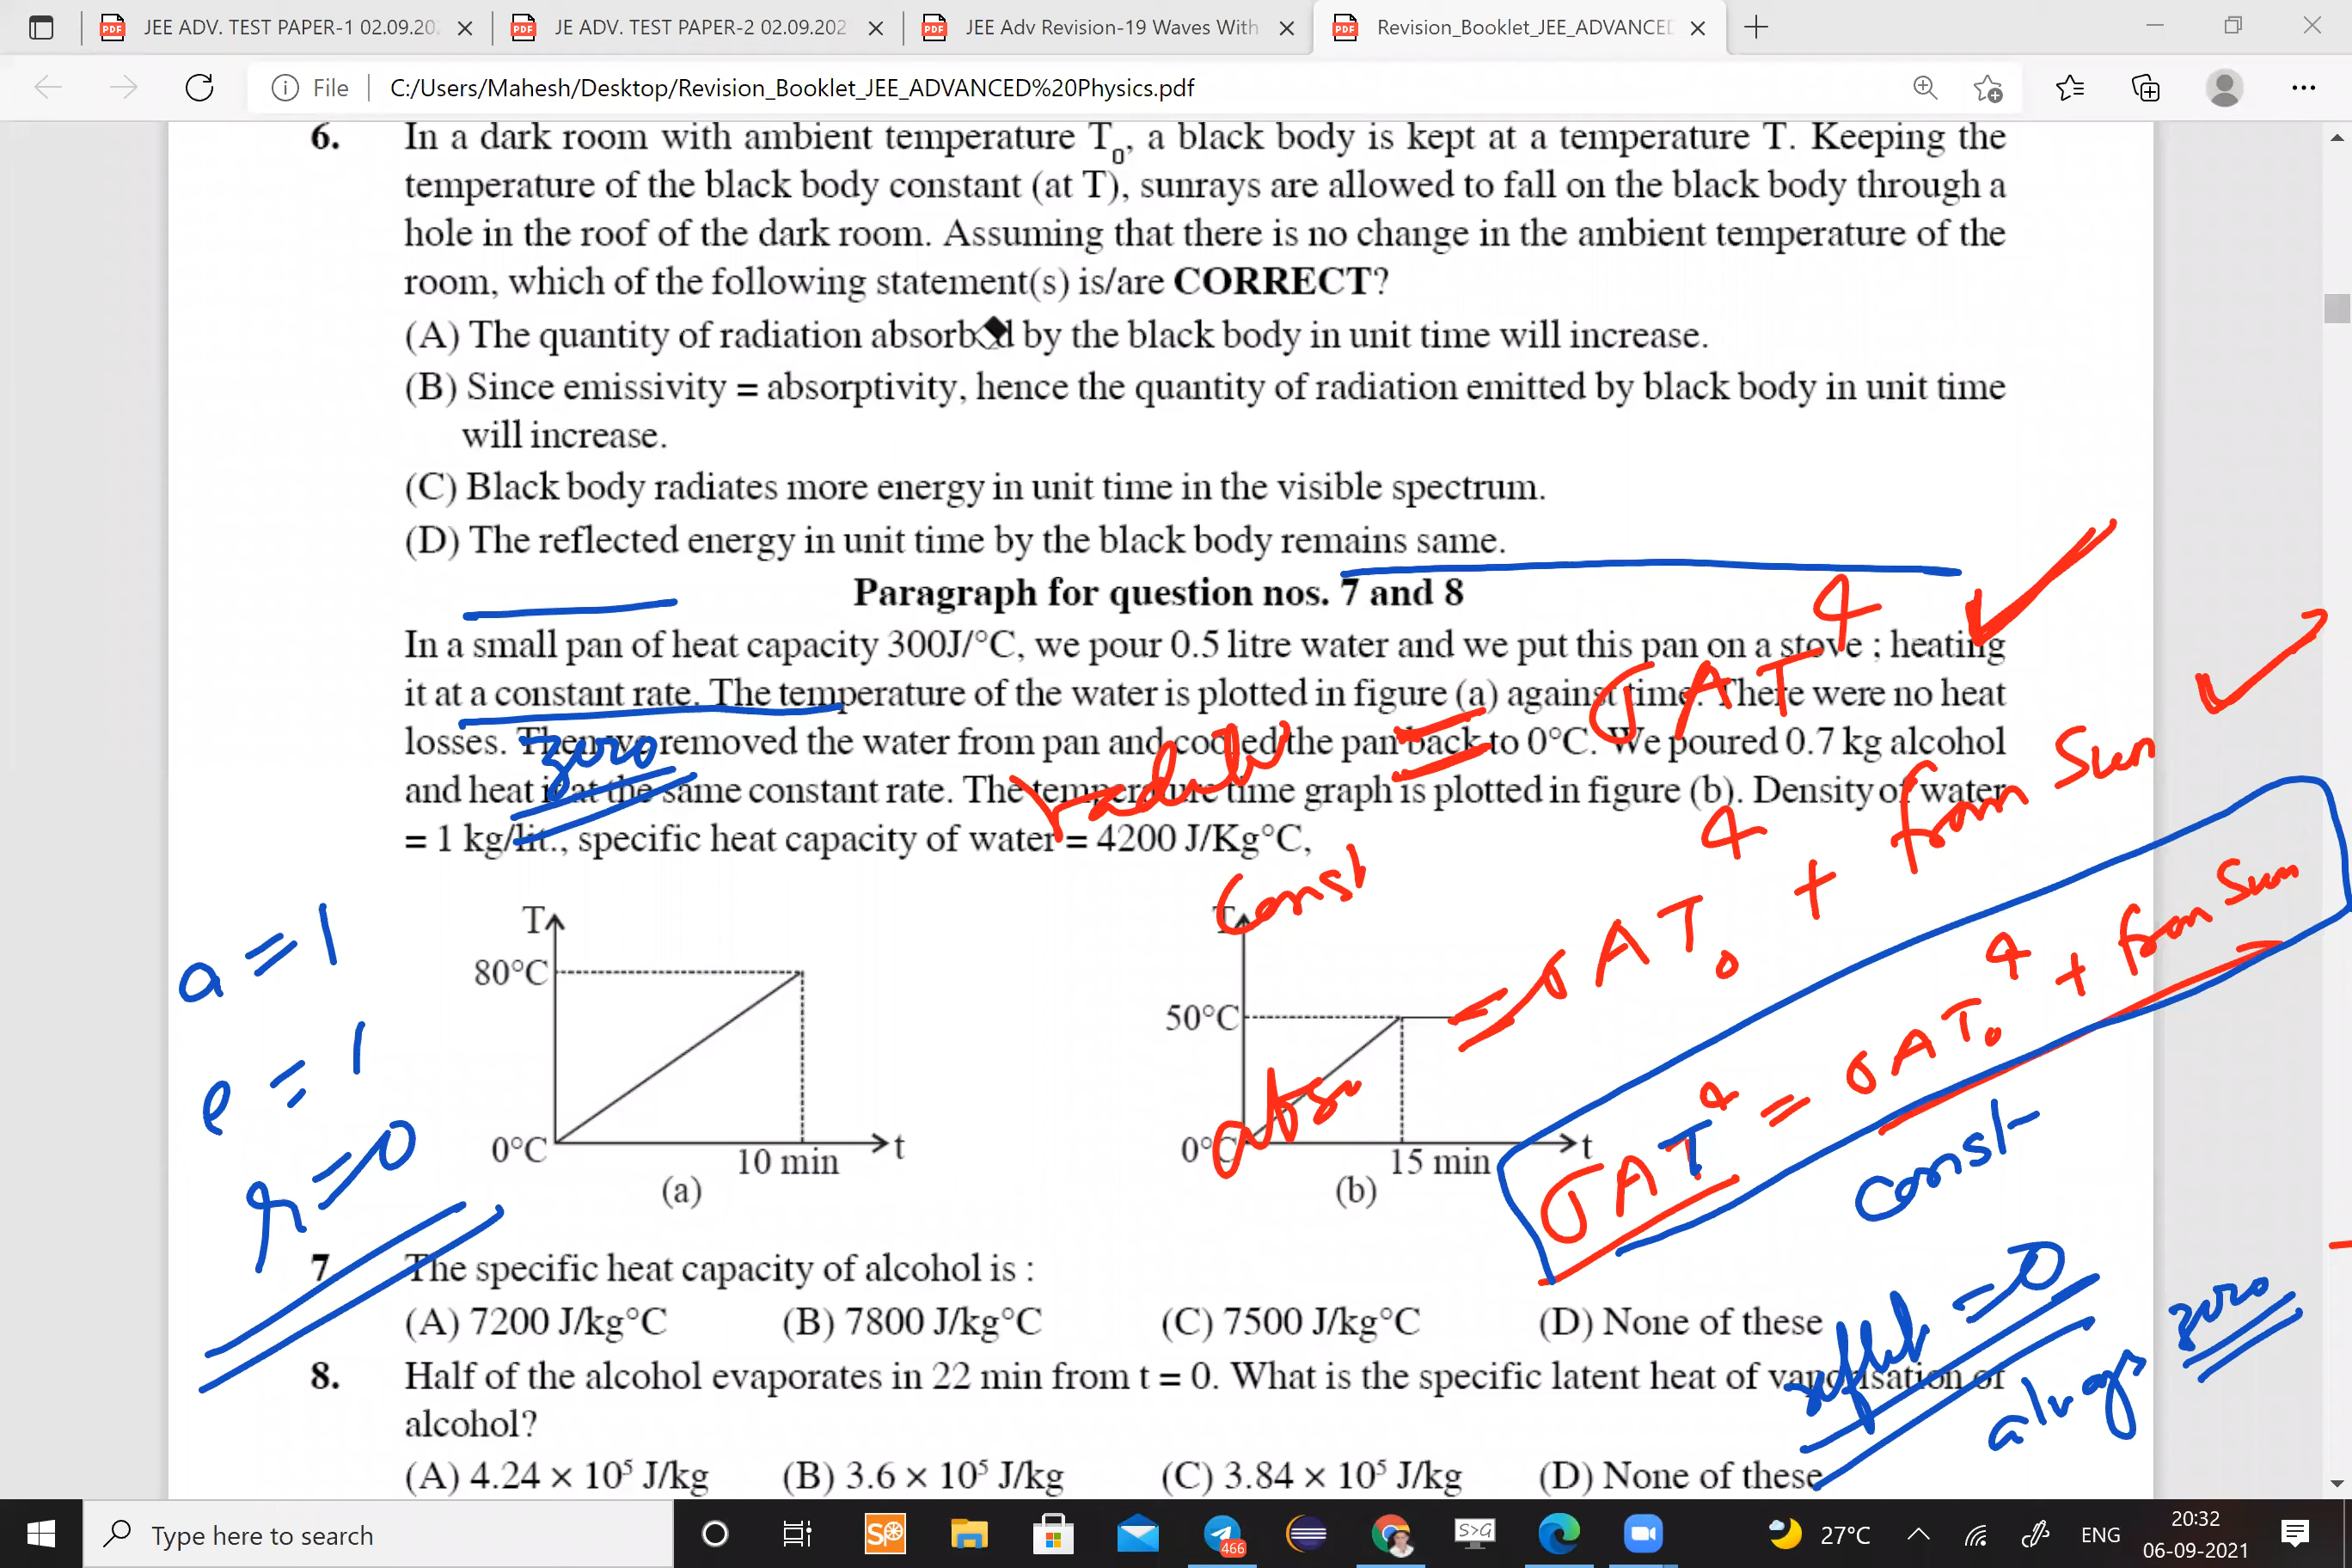 JEE ADV. TEST PAPER-1 02.09.202
JE ADV. TEST PAPER-2 02.09.202
JEE Adv Revision-19 Waves With
Revision_Booklet_JEE_ADVANCED
File
C:/Users/Mahesh/Desktop/Revision_Booklet_JEE_ADVANCED%20Physics.pdf
6. In a dark room with ambient temperature T₀, a black body is kept at a temperature T. Keeping the
temperature of the black body constant (at T), sunrays are allowed to fall on the black body through a
hole in the roof of the dark room. Assuming that there is no change in the ambient temperature of the
room, which of the following statement(s) is/are CORRECT?
(A) The quantity of radiation absorbed by the black body in unit time will increase.
(B) Since emissivity = absorptivity, hence the quantity of radiation emitted by black body in unit time
will increase.
(C) Black body radiates more energy in unit time in the visible spectrum.
(D) The reflected energy in unit time by the black body remains same.
Paragraph for question nos. 7 and 8
In a small pan of heat capacity 300J/°C, we pour 0.5 litre water and we put this pan on a stove ; heating
it at a constant rate. The temperature of the water is plotted in figure (a) against time. There were no heat
losses. Then we removed the water from pan and cooled the pan back to 0°C. We poured 0.7 kg alcohol
and heat it at the same constant rate. The temperature time graph is plotted in figure (b). Density of water
= 1 kg/lit., specific heat capacity of water = 4200 J/Kg°C,
zero
= σAT⁴
Const
= σAT₀⁴ + from Sun
σAT⁴ = σAT₀⁴ + from Sun
const
a = 1
e = 1
r = 0
T
80°C
0°C
10 min
t
(a)
T
50°C
0°C
15 min
t
(b)
7 The specific heat capacity of alcohol is :
(A) 7200 J/kg°C (B) 7800 J/kg°C (C) 7500 J/kg°C (D) None of these
= 0
always zero
8. Half of the alcohol evaporates in 22 min from t = 0. What is the specific latent heat of vaporisation of
alcohol?
(A) 4.24 × 10⁵ J/kg (B) 3.6 × 10⁵ J/kg (C) 3.84 × 10⁵ J/kg (D) None of these
Type here to search
SP
466
S>G
27°C
ENG
20:32
06-09-2021